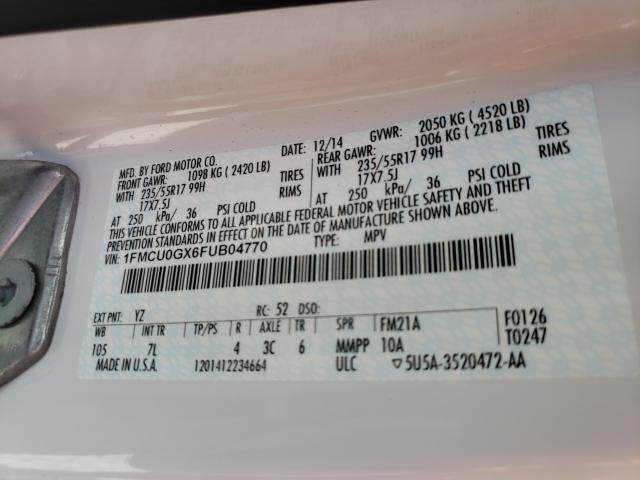 MFD. BY FORD MOTOR CO. DATE: 12/14 GVWR: 2050 KG ( 4520 LB)
FRONT GAWR: 1098 KG ( 2420 LB) REAR GAWR: 1006 KG ( 2218 LB)
WITH 235/55R17 99H TIRES WITH 235/55R17 99H TIRES
17X7.5J RIMS 17X7.5J RIMS
AT 250 kPa/ 36 PSI COLD AT 250 kPa/ 36 PSI COLD
THIS VEHICLE CONFORMS TO ALL APPLICABLE FEDERAL MOTOR VEHICLE SAFETY AND THEFT
PREVENTION STANDARDS IN EFFECT ON THE DATE OF MANUFACTURE SHOWN ABOVE.
VIN: 1FMCU0GX6FUB04770 TYPE: MPV
EXT PNT: YZ RC: 52 DSO: F0126
WB INT TR TP/PS R AXLE TR SPR FM21A T0247
105 7L 4 3C 6 MMPP 10A
MADE IN U.S.A. 1201412234664 ULC ▽5U5A-3520472-AA